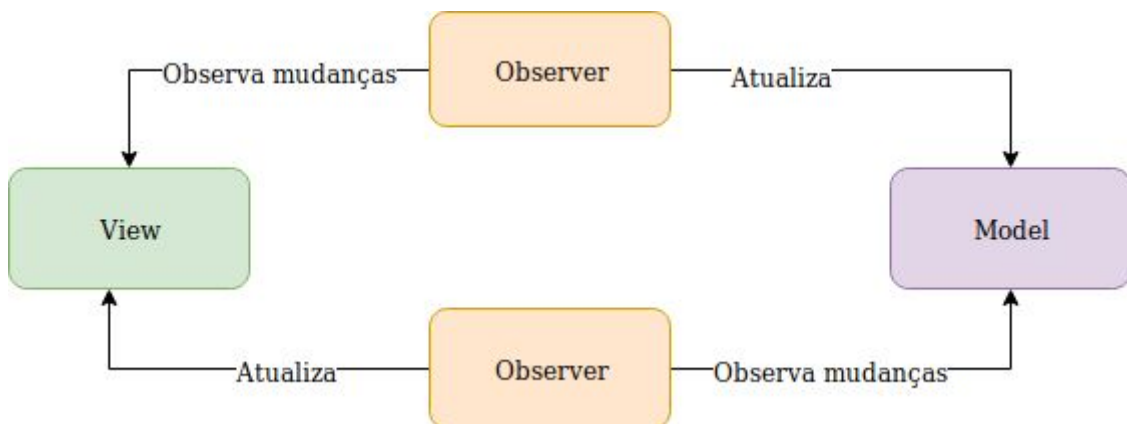 Observer
Observa mudanças
Atualiza
View
Model
Observer
Atualiza
Observa mudanças